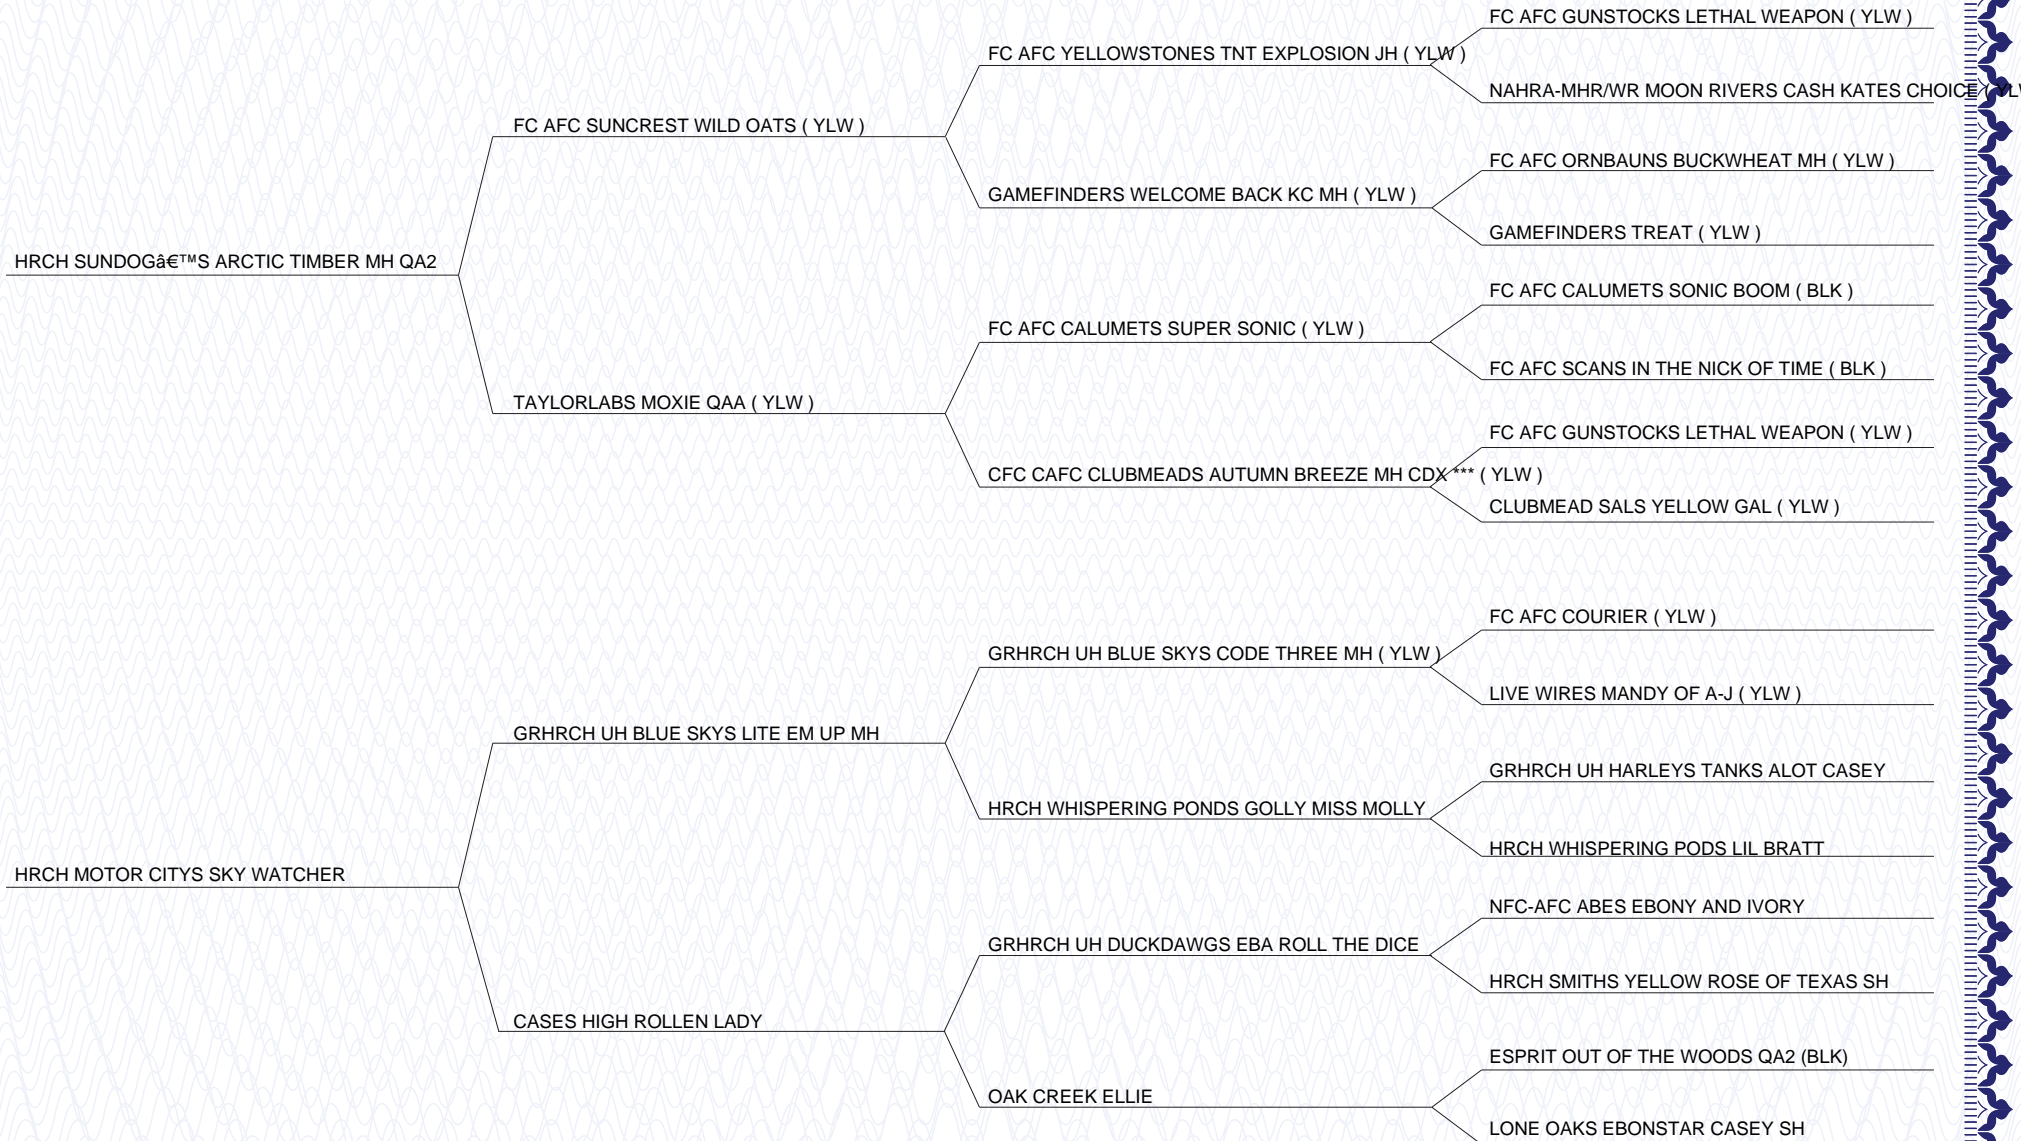 FC AFC GUNSTOCKS LETHAL WEAPON ( YLW )
FC AFC YELLOWSTONES TNT EXPLOSION JH ( YLW )
NAHRA-MHR/WR MOON RIVERS CASH KATES CHOICE ( YLW
FC AFC SUNCREST WILD OATS ( YLW )
FC AFC ORNBAUNS BUCKWHEAT MH ( YLW )
GAMEFINDERS WELCOME BACK KC MH ( YLW )
GAMEFINDERS TREAT ( YLW )
HRCH SUNDOGâ€™S ARCTIC TIMBER MH QA2
FC AFC CALUMETS SONIC BOOM ( BLK )
FC AFC CALUMETS SUPER SONIC ( YLW )
FC AFC SCANS IN THE NICK OF TIME ( BLK )
TAYLORLABS MOXIE QAA ( YLW )
FC AFC GUNSTOCKS LETHAL WEAPON ( YLW )
CFC CAFC CLUBMEADS AUTUMN BREEZE MH CDX *** ( YLW )
CLUBMEAD SALS YELLOW GAL ( YLW )
FC AFC COURIER ( YLW )
GRHRCH UH BLUE SKYS CODE THREE MH ( YLW )
LIVE WIRES MANDY OF A-J ( YLW )
GRHRCH UH BLUE SKYS LITE EM UP MH
GRHRCH UH HARLEYS TANKS ALOT CASEY
HRCH WHISPERING PONDS GOLLY MISS MOLLY
HRCH WHISPERING PODS LIL BRATT
HRCH MOTOR CITYS SKY WATCHER
NFC-AFC ABES EBONY AND IVORY
GRHRCH UH DUCKDAWGS EBA ROLL THE DICE
HRCH SMITHS YELLOW ROSE OF TEXAS SH
CASES HIGH ROLLEN LADY
ESPRIT OUT OF THE WOODS QA2 (BLK)
OAK CREEK ELLIE
LONE OAKS EBONSTAR CASEY SH